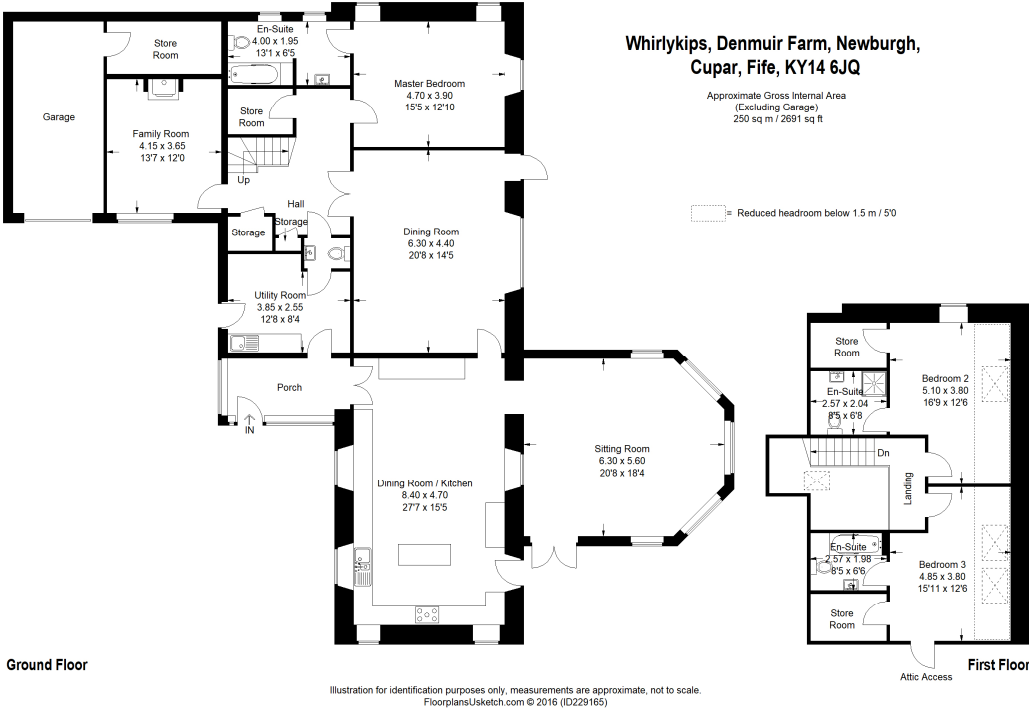 Whirlykips, Denmuir Farm, Newburgh,
Cupar, Fife, KY14 6JQ
Approximate Gross Internal Area
(Excluding Garage)
250 sq m / 2691 sq ft
= Reduced headroom below 1.5 m / 5'0
Garage
Store
Room
Family Room
4.15 x 3.65
13'7 x 12'0
En-Suite
4.00 x 1.95
13'1 x 6'5
Store
Room
Master Bedroom
4.70 x 3.90
15'5 x 12'10
Up
Hall
Storage
Storage
Dining Room
6.30 x 4.40
20'8 x 14'5
Utility Room
3.85 x 2.55
12'8 x 8'4
Porch
IN
Dining Room / Kitchen
8.40 x 4.70
27'7 x 15'5
Sitting Room
6.30 x 5.60
20'8 x 18'4
Ground Floor
Store
Room
Bedroom 2
5.10 x 3.80
16'9 x 12'6
En-Suite
2.57 x 2.04
8'5 x 6'8
Dn
Landing
En-Suite
2.57 x 1.98
8'5 x 6'6
Bedroom 3
4.85 x 3.80
15'11 x 12'6
Store
Room
Attic Access
First Floor
Illustration for identification purposes only, measurements are approximate, not to scale.
FloorplansUsketch.com © 2016 (ID229165)